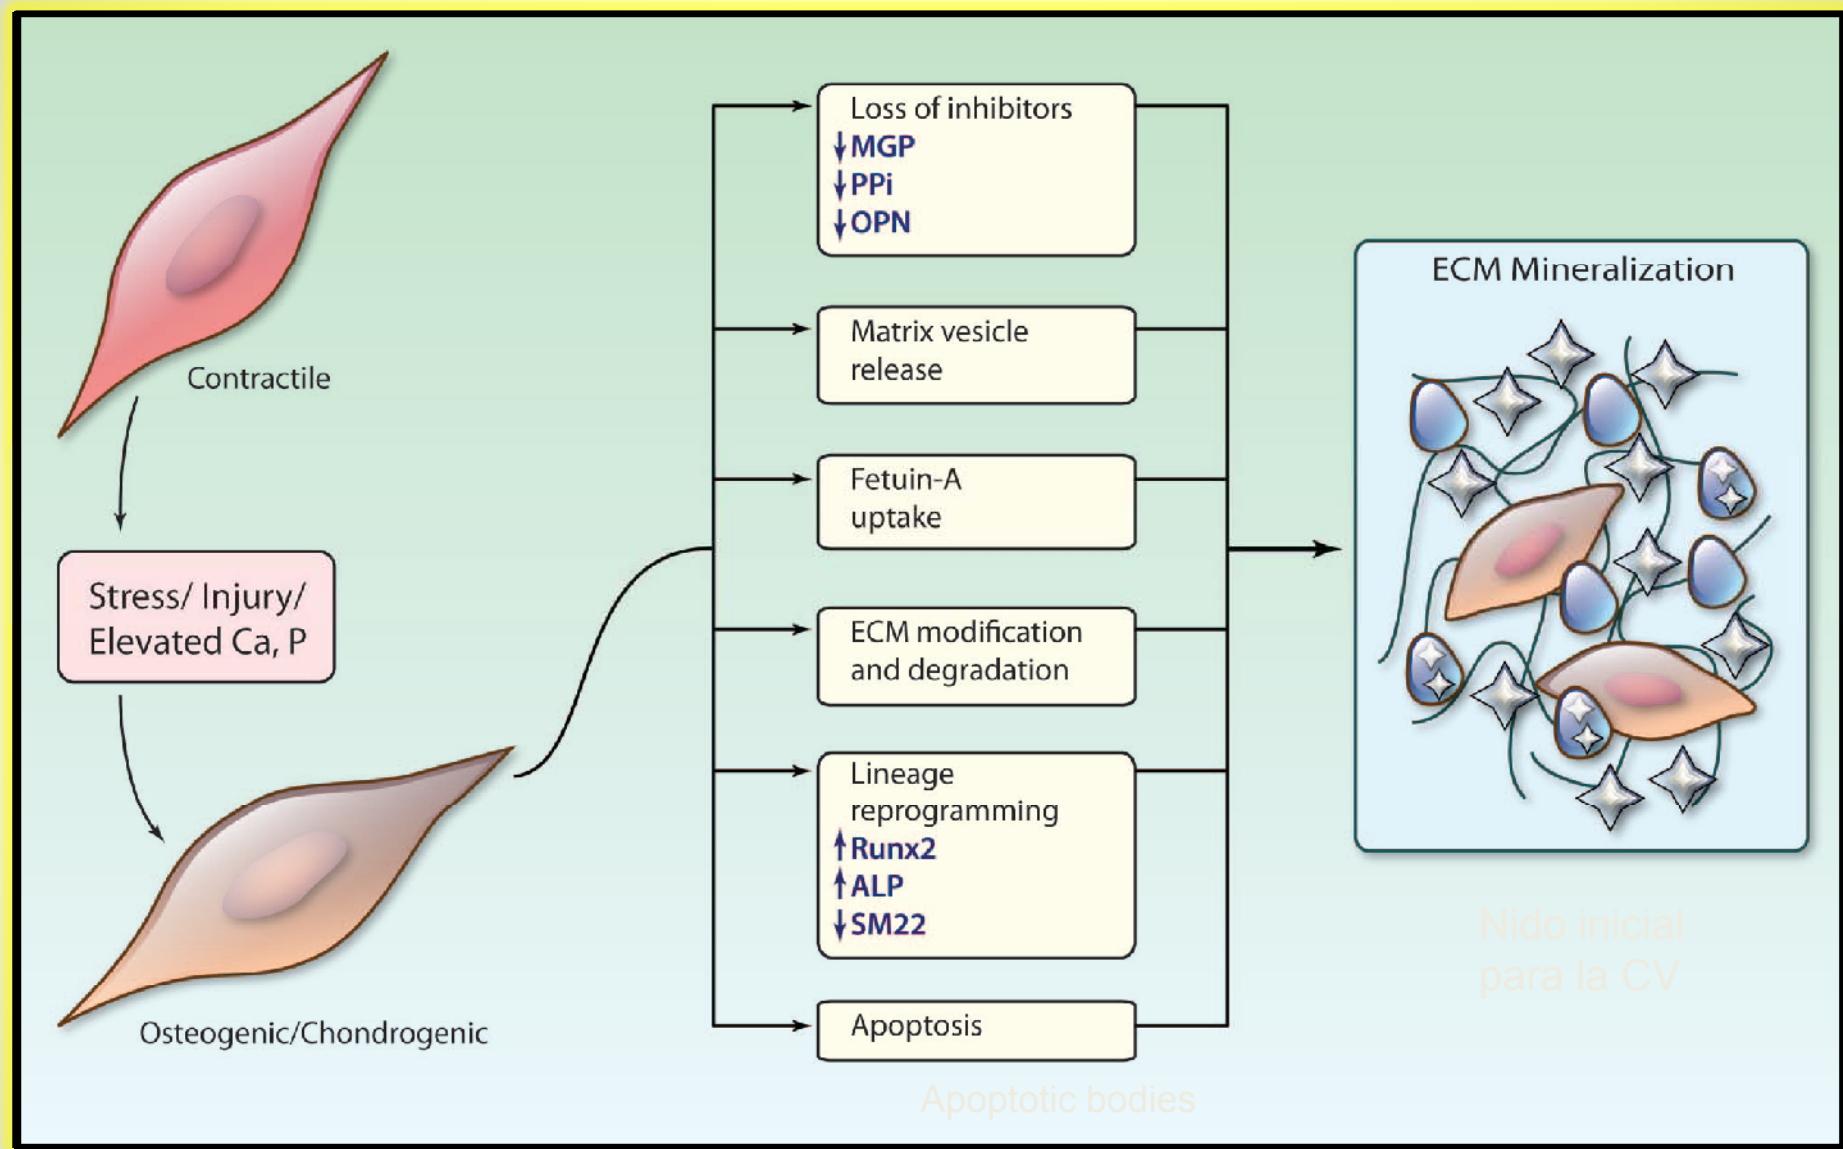 Contractile
Stress/ Injury/
Elevated Ca, P
Osteogenic/Chondrogenic
Loss of inhibitors
↓MGP
↓PPi
↓OPN
Matrix vesicle
release
Fetuin-A
uptake
ECM modification
and degradation
Lineage
reprogramming
↑Runx2
↑ALP
↓SM22
Apoptosis
Apoptotic bodies
ECM Mineralization
Nido inicial
para la CV